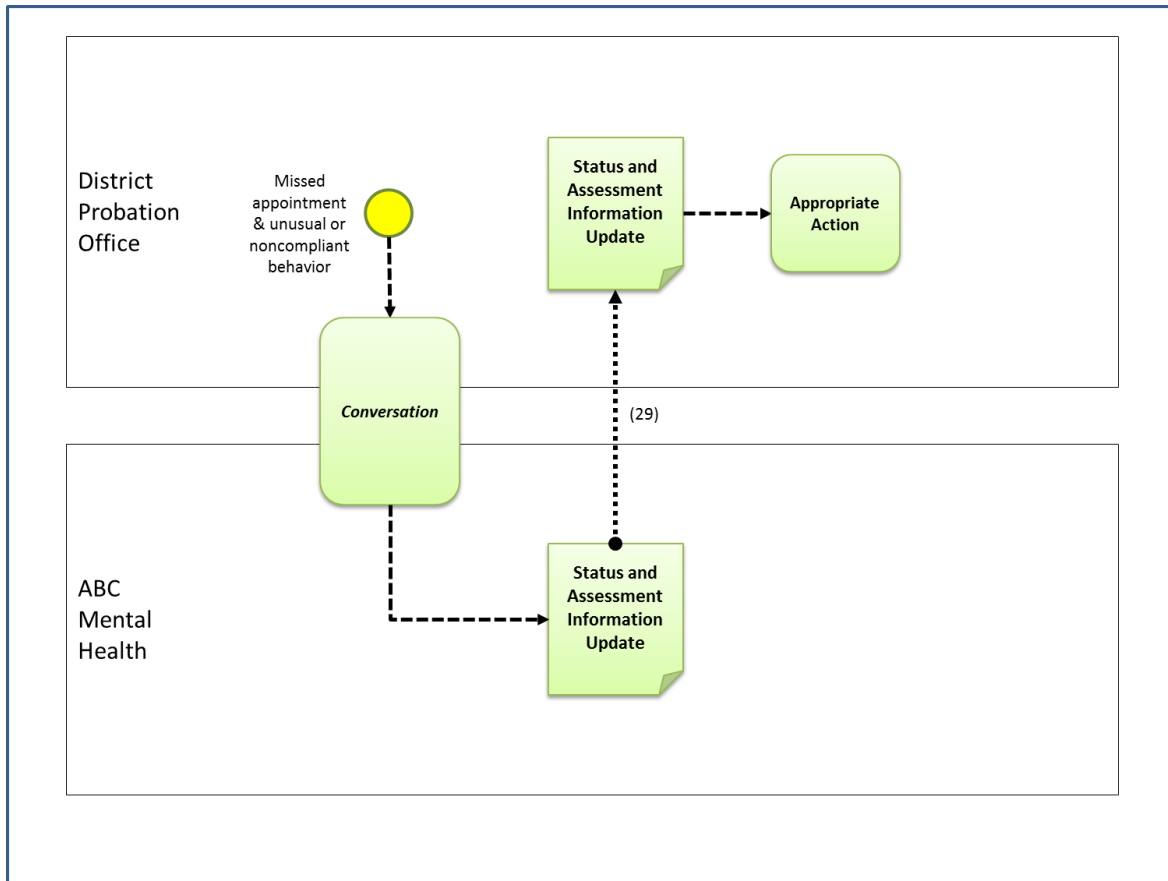 District
Probation
Office
Missed
appointment
& unusual or
noncompliant
behavior
Status and
Assessment
Information
Update
Appropriate
Action
Conversation
(29)
ABC
Mental
Health
Status and
Assessment
Information
Update